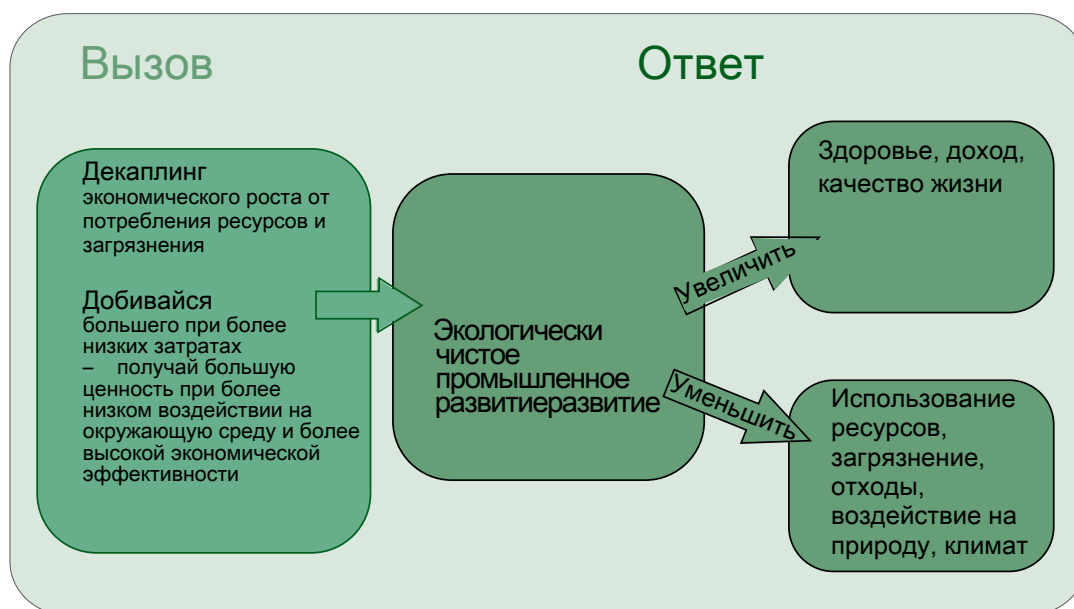 Вызов
Ответ
Декаплинг
экономического роста от
потребления ресурсов и
загрязнения
Добивайся
большего при более
низких затратах
– получай большую
ценность при более
низком воздействии на
окружающую среду и более
высокой экономической
эффективности
Экологически
чистое
промышленное
развитиеразвитие
Увеличить
Здоровье, доход,
качество жизни
Уменьшить
Использование
ресурсов,
загрязнение,
отходы,
воздействие на
природу, климат